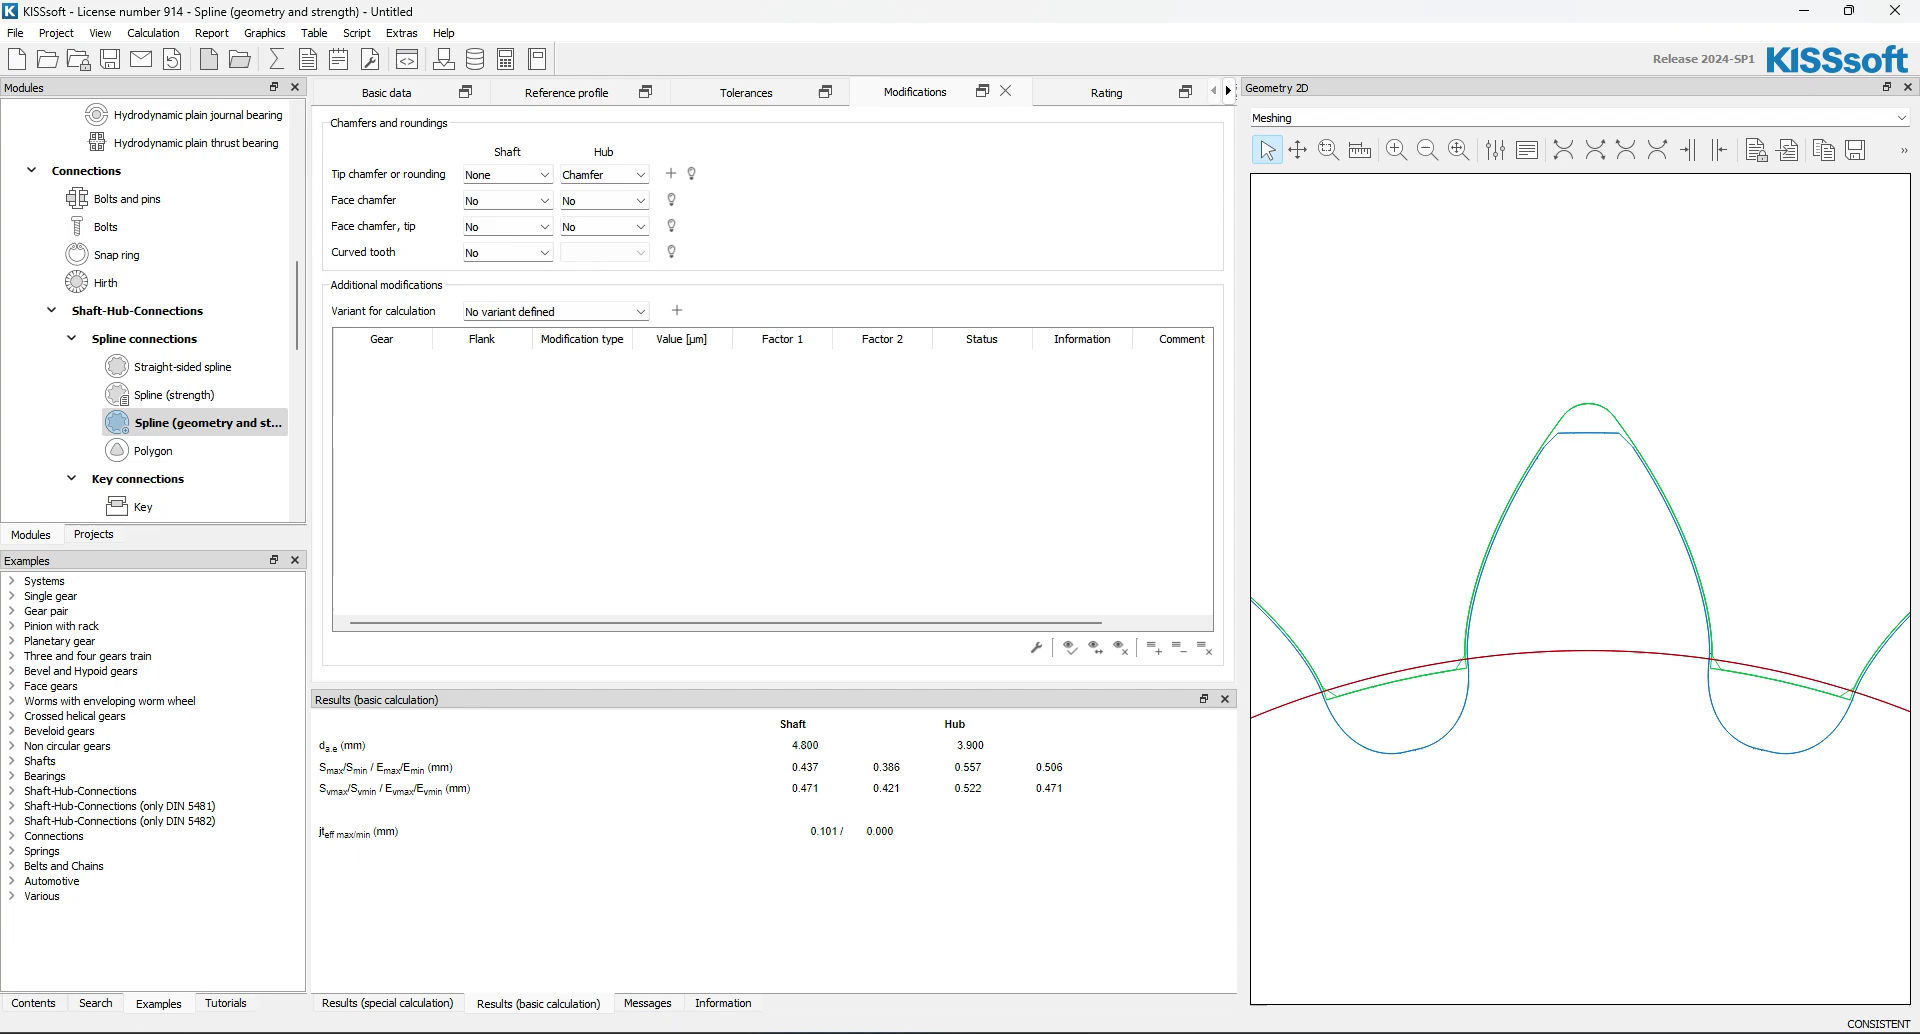 KISSsoft - License number 914 - Spline (geometry and strength) - Untitled
File Project View Calculation Report Graphics Table Script Extras Help
Release 2024-SP1 KISSsoft
Modules
Hydrodynamic plain journal bearing
Hydrodynamic plain thrust bearing
Connections
Bolts and pins
Bolts
Snap ring
Hirth
Shaft-Hub-Connections
Spline connections
Straight-sided spline
Spline (strength)
Spline (geometry and st...
Polygon
Key connections
Key
Modules Projects
Examples
Systems
Single gear
Gear pair
Pinion with rack
Planetary gear
Three and four gears train
Bevel and Hypoid gears
Face gears
Worms with enveloping worm wheel
Crossed helical gears
Beveloid gears
Non circular gears
Shafts
Bearings
Shaft-Hub-Connections
Shaft-Hub-Connections (only DIN 5481)
Shaft-Hub-Connections (only DIN 5482)
Connections
Springs
Belts and Chains
Automotive
Various
Contents Search Examples Tutorials
Basic data Reference profile Tolerances Modifications Rating
Chamfers and roundings
Shaft Hub
Tip chamfer or rounding None Chamfer
Face chamfer No No
Face chamfer, tip No No
Curved tooth No
Additional modifications
Variant for calculation No variant defined
Gear Flank Modification type Value [µm] Factor 1 Factor 2 Status Information Comment
Results (basic calculation)
Shaft Hub
da.e (mm) 4.800 3.900
Smax/Smin / Emax/Emin (mm) 0.437 0.386 0.557 0.506
Svmax/Svmin / Evmax/Evmin (mm) 0.471 0.421 0.522 0.471
jteff max/min (mm) 0.101 / 0.000
Results (special calculation) Results (basic calculation) Messages Information
Geometry 2D
Meshing
CONSISTENT